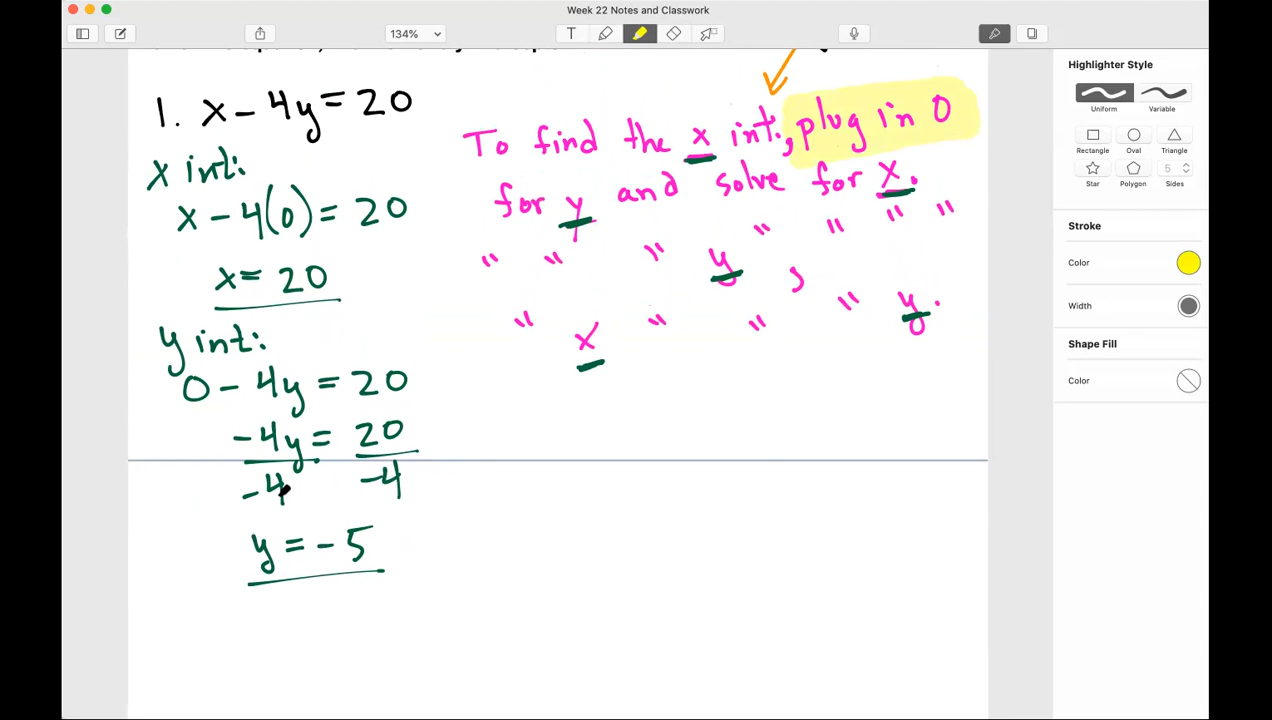 Week 22 Notes and Classwork
134%
T
Highlighter Style
Uniform
Variable
Rectangle
Oval
Triangle
Star
Polygon
5
Sides
Stroke
Color
Width
Shape Fill
Color
1. x - 4y = 20
x int:
x - 4(0) = 20
x = 20
y int:
0 - 4y = 20
-4y = 20
-4 -4
y = -5
To find the x int., plug in 0
for y and solve for x.
" " " y , " " " "
" x " " " y.